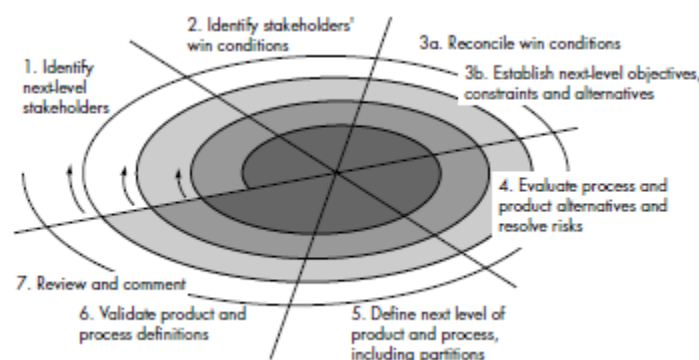 2. Identify stakeholders'
win conditions
3a. Reconcile win conditions
3b. Establish next-level objectives,
constraints and alternatives
1. Identify
next-level
stakeholders
4. Evaluate process and
product alternatives and
resolve risks
7. Review and comment
6. Validate product and
process definitions
5. Define next level of
product and process,
including partitions